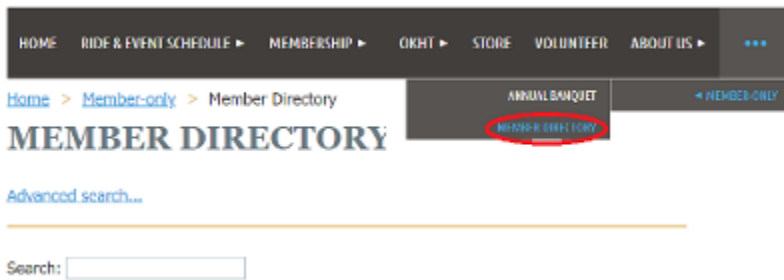 HOME RIDE & EVENT SCHEDULE ► MEMBERSHIP ► OKHT ► STORE VOLUNTEER ABOUT US ► •••
ANNUAL BANQUET ◄ MEMBER-ONLY
Home > Member-only > Member Directory
MEMBER DIRECTORY
MEMBER DIRECTORY
Advanced search...
Search: